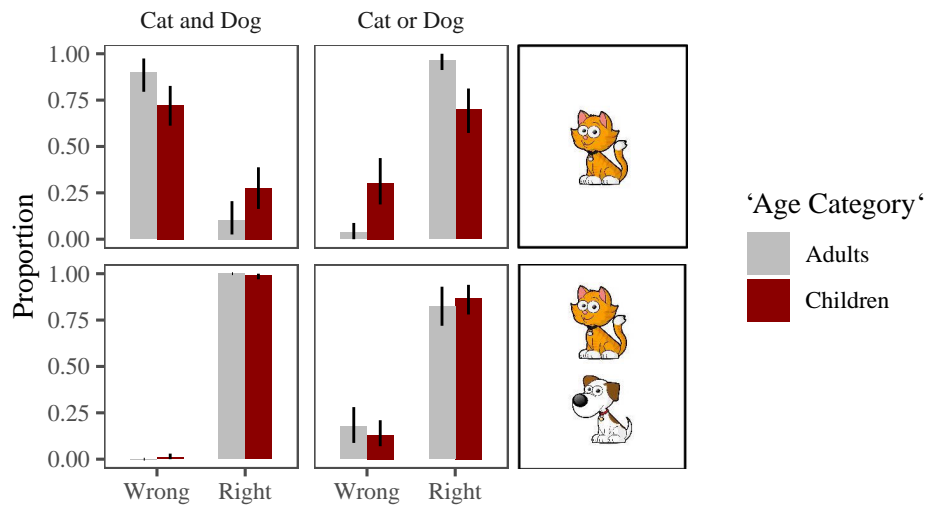 Cat and Dog
Cat or Dog
1.00
0.75
0.50
0.25
0.00
1.00
0.75
0.50
0.25
0.00
Proportion
Wrong
Right
Wrong
Right
‘Age Category‘
Adults
Children